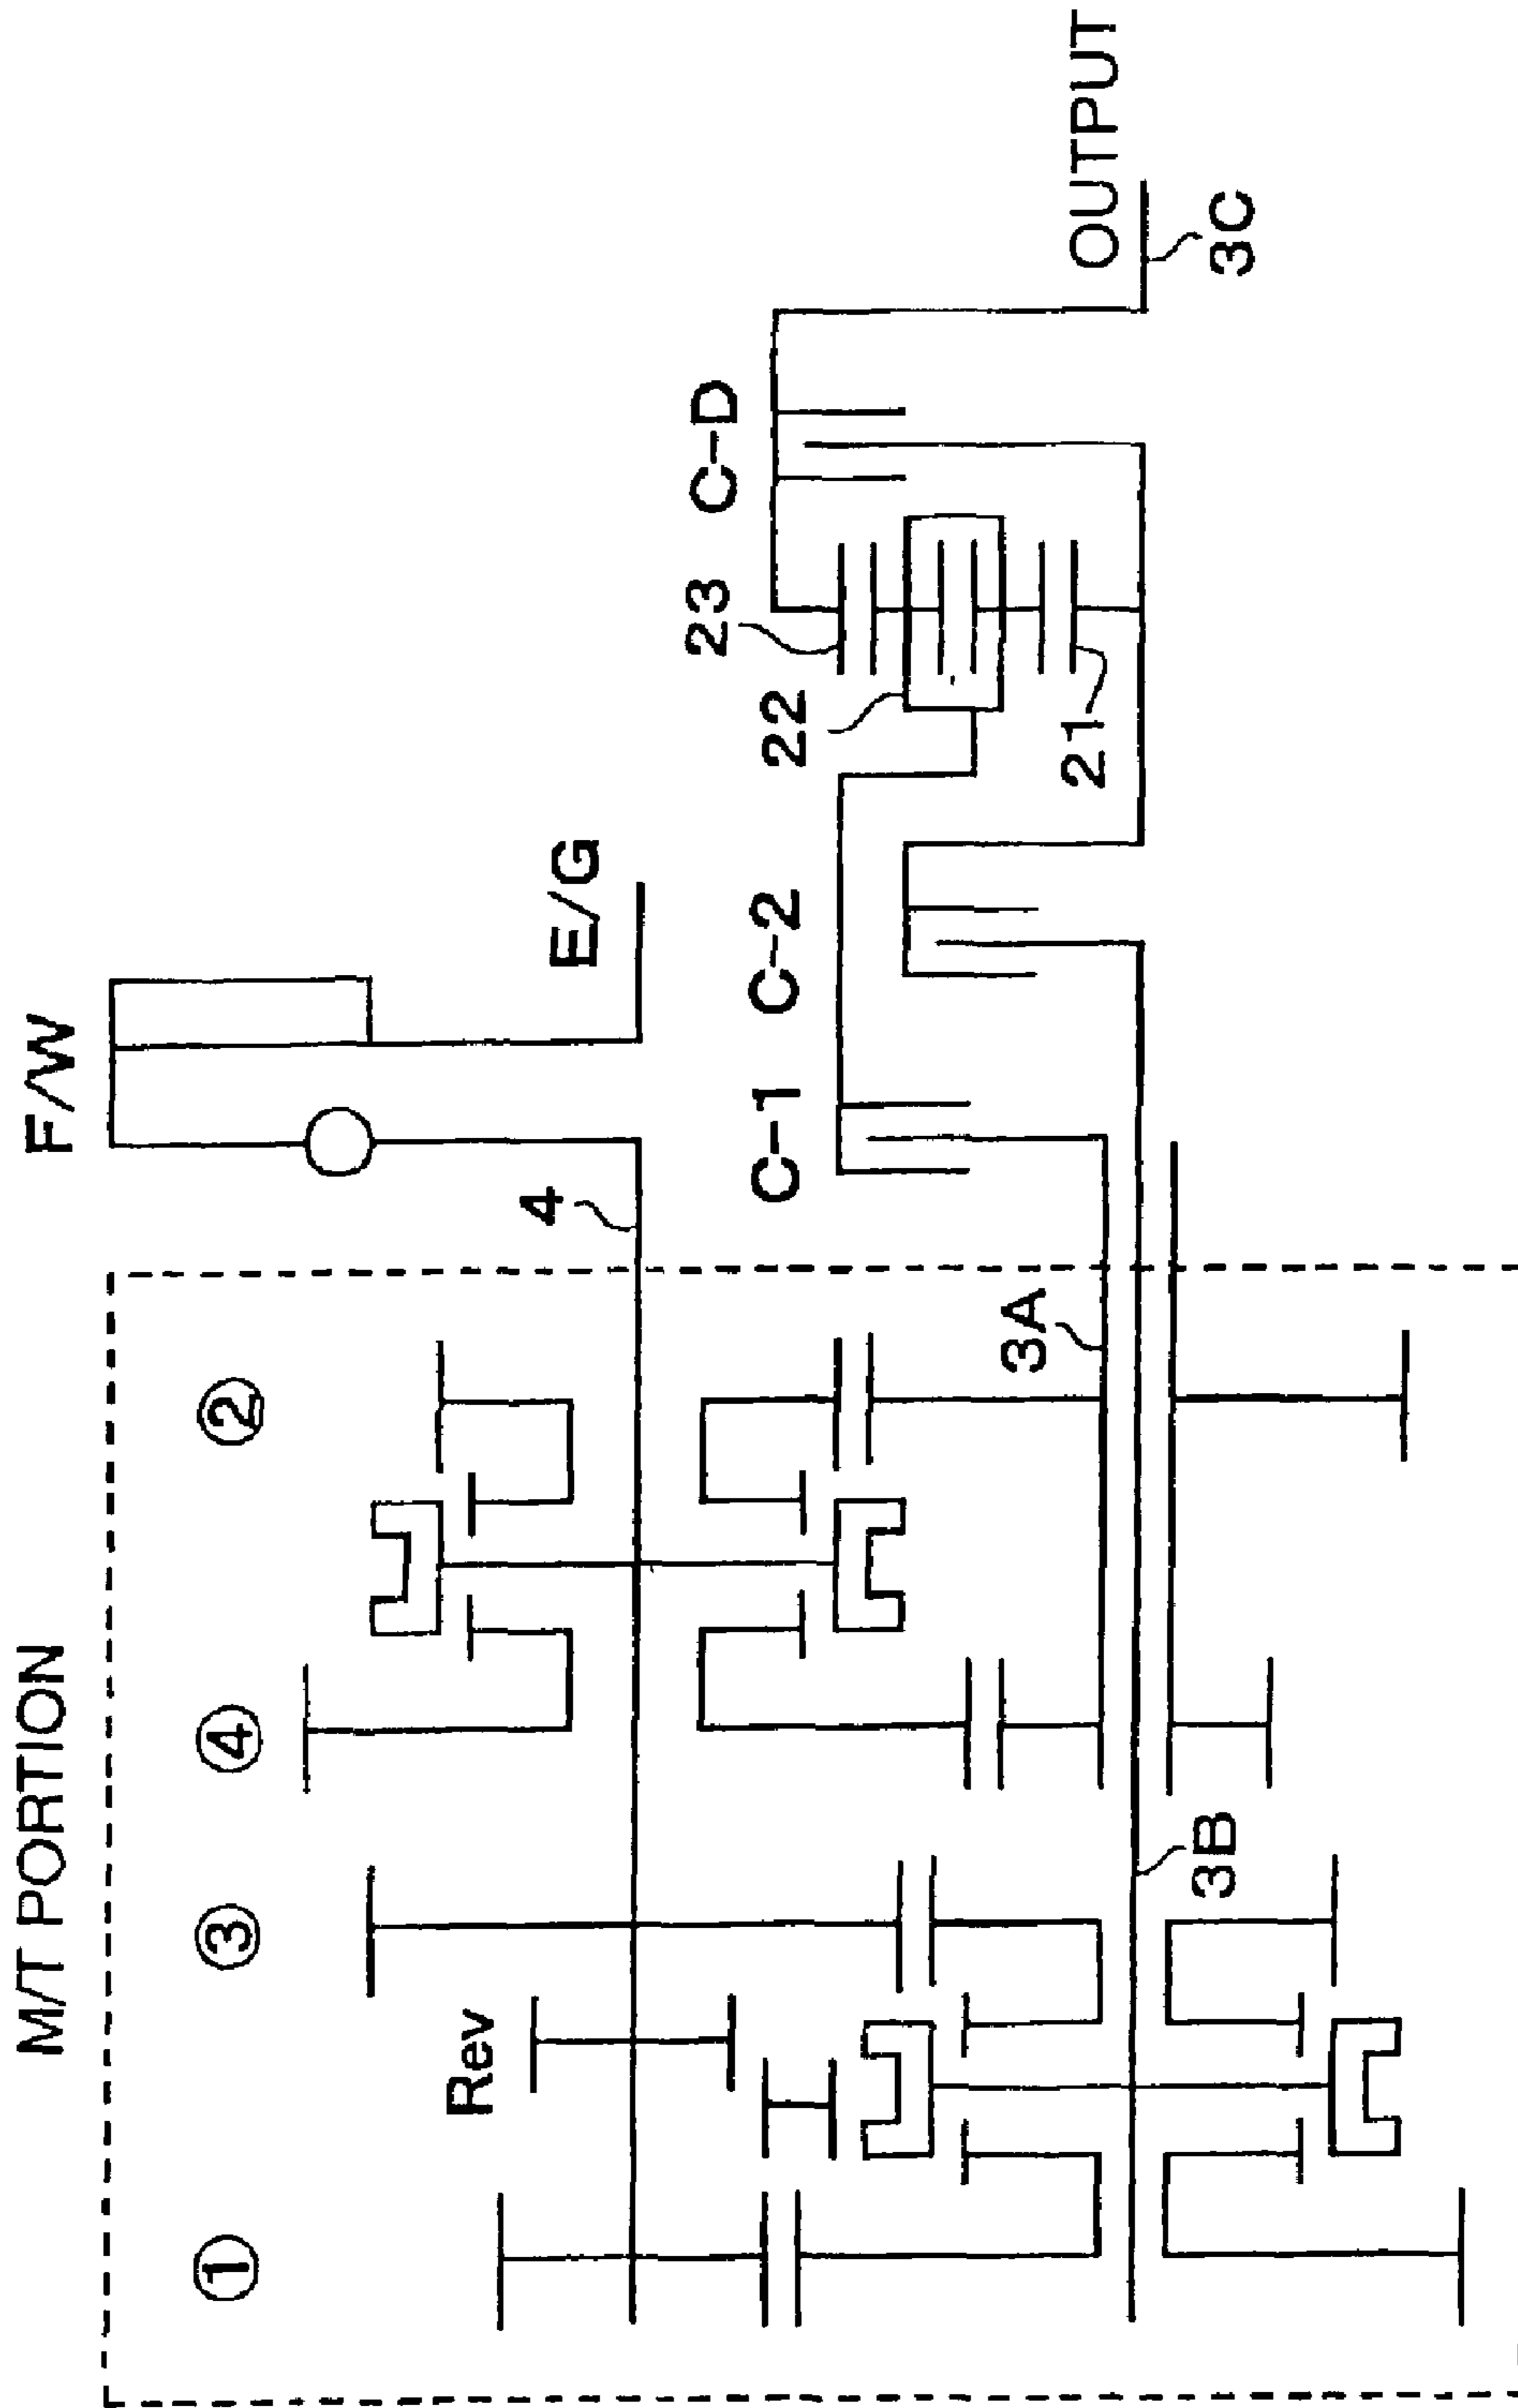 M/T PORTION
F/W
①
③
④
②
Rev
4
E/G
C-1
C-2
22
23
C-D
3A
21
OUTPUT
3B
3C